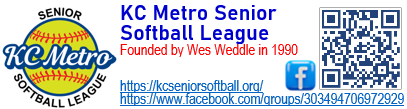 SENIOR
KC Metro
SOFTBALL LEAGUE
KC Metro Senior
Softball League
Founded by Wes Weddle in 1990
f
https://kcseniorsoftball.org/
https://www.facebook.com/groups/303494706972929